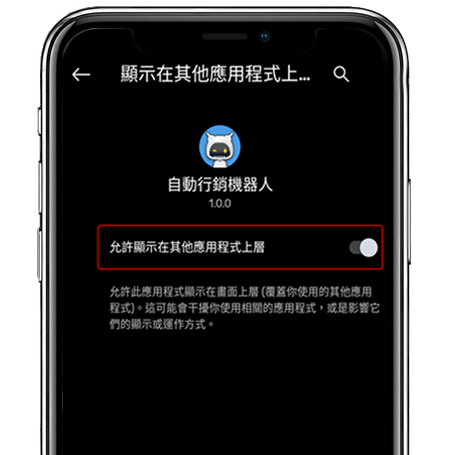 顯示在其他應用程式上...
自動行銷機器人
1.0.0
允許顯示在其他應用程式上層
允許此應用程式顯示在畫面上層 (覆蓋你使用的其他應用
程式)。這可能會干擾你使用相關的應用程式，或是影響它
們的顯示或運作方式。